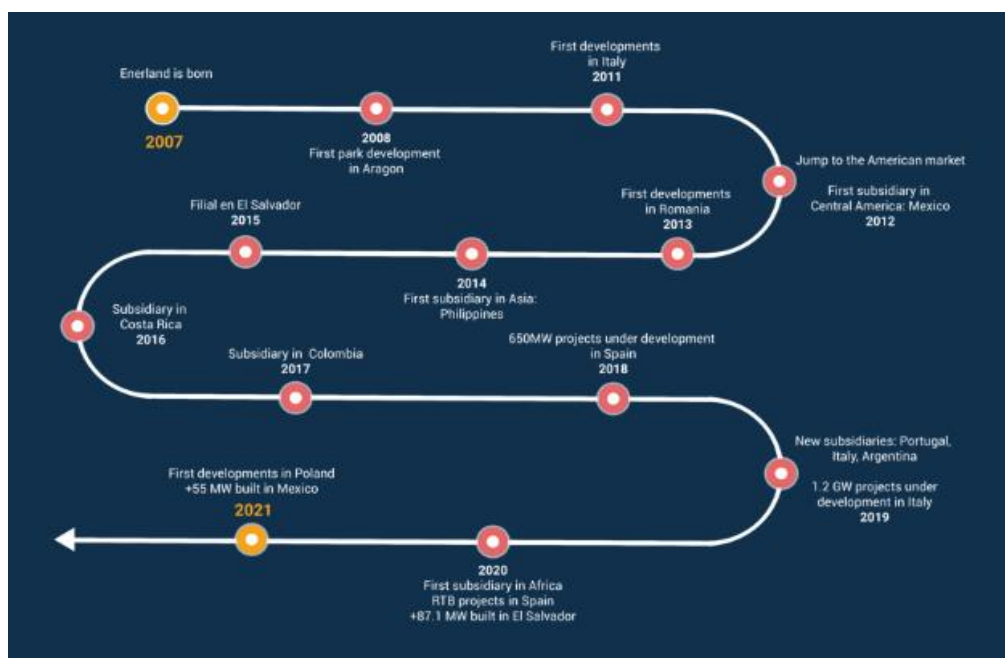 Enerland is born
2007
2008
First park development
in Aragon
First developments
in Italy
2011
Jump to the American market
First subsidiary in
Central America: Mexico
2012
First developments
in Romania
2013
2014
First subsidiary in Asia:
Philippines
Filial en El Salvador
2015
Subsidiary in
Costa Rica
2016
Subsidiary in Colombia
2017
650MW projects under development
in Spain
2018
New subsidiaries: Portugal,
Italy, Argentina
1.2 GW projects under
development in Italy
2019
2020
First subsidiary in Africa
RTB projects in Spain
+87.1 MW built in El Salvador
First developments in Poland
+55 MW built in Mexico
2021